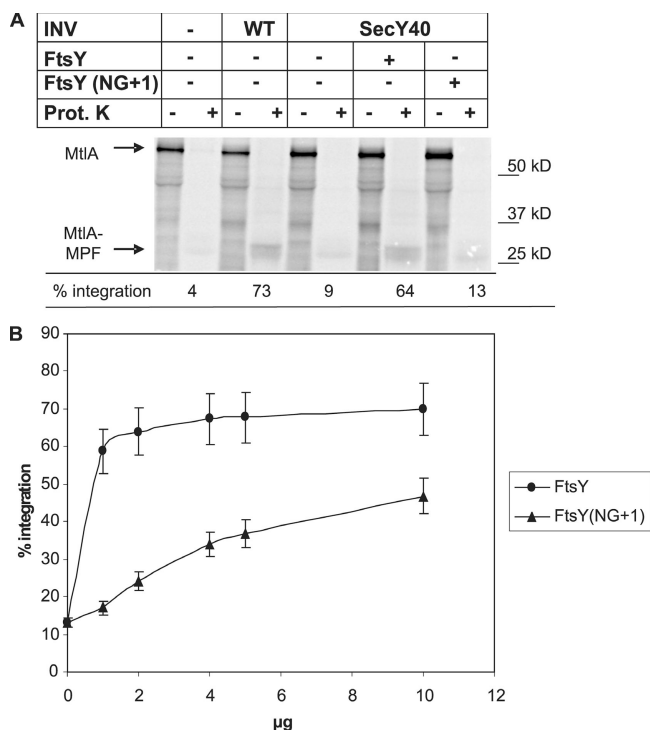 A
INV - WT SecY40
FtsY - - - + -
FtsY (NG+1) - - - - +
Prot. K - + - + - + - + - +
MtlA
50 kD
37 kD
MtlA-
MPF
25 kD
% integration 4 73 9 64 13
B
90
80
70
60
50
40
30
20
10
0
% integration
0 2 4 6 8 10 12
µg
FtsY
FtsY(NG+1)